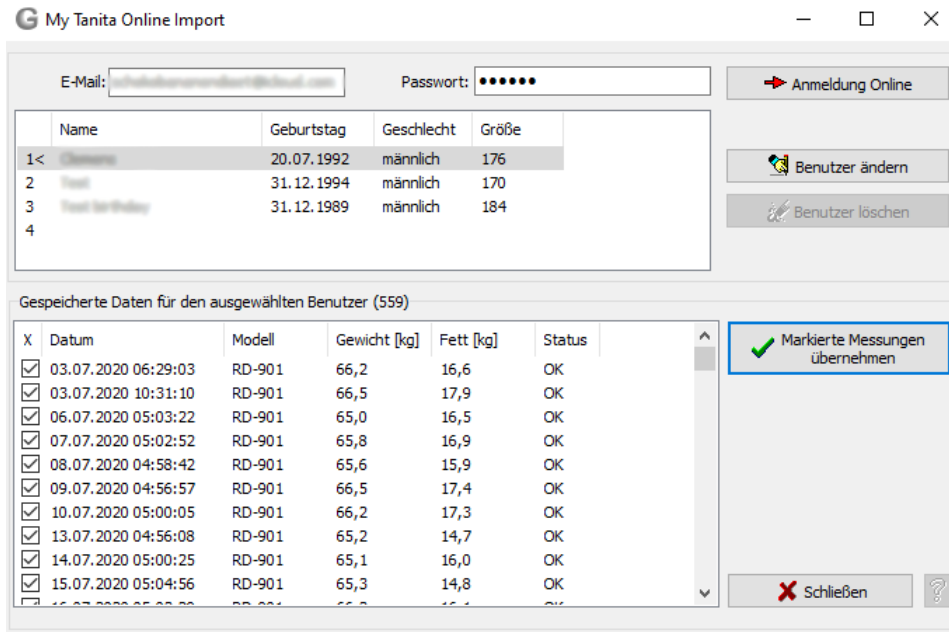 My Tanita Online Import
E-Mail:
Passwort: ●●●●●●
Anmeldung Online
Name Geburtstag Geschlecht Größe
1< 20.07.1992 männlich 176
2 31.12.1994 männlich 170
3 31.12.1989 männlich 184
4
Benutzer ändern
Benutzer löschen
Gespeicherte Daten für den ausgewählten Benutzer (559)
X Datum Modell Gewicht [kg] Fett [kg] Status
03.07.2020 06:29:03 RD-901 66,2 16,6 OK
03.07.2020 10:31:10 RD-901 66,5 17,9 OK
06.07.2020 05:03:22 RD-901 65,0 16,5 OK
07.07.2020 05:02:52 RD-901 65,8 16,9 OK
08.07.2020 04:58:42 RD-901 65,6 15,9 OK
09.07.2020 04:56:57 RD-901 66,5 17,4 OK
10.07.2020 05:00:05 RD-901 66,2 17,3 OK
13.07.2020 04:56:08 RD-901 65,2 14,7 OK
14.07.2020 05:00:25 RD-901 65,1 16,0 OK
15.07.2020 05:04:56 RD-901 65,3 14,8 OK
Markierte Messungen
übernehmen
Schließen
?